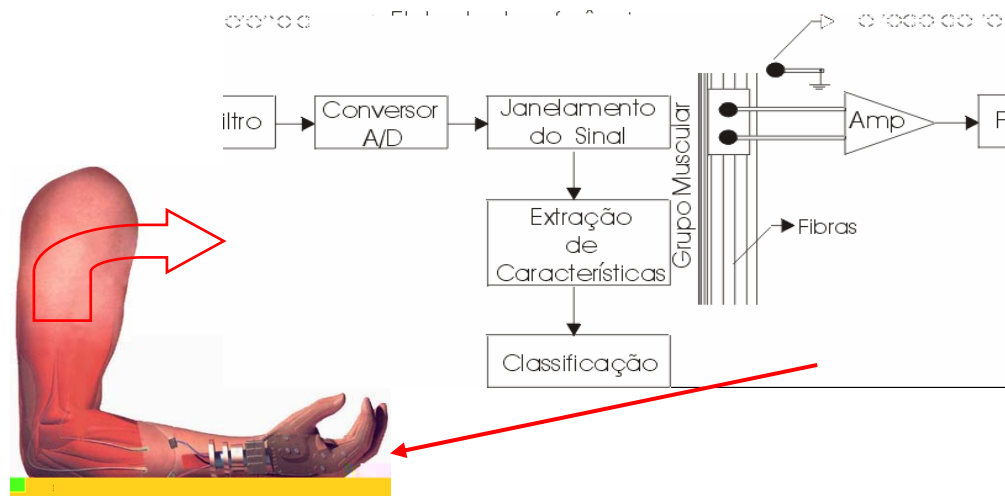 iltro
Conversor
A/D
Janelamento
do Sinal
Extração
de
Características
Classificação
Grupo Muscular
Fibras
Amp
F